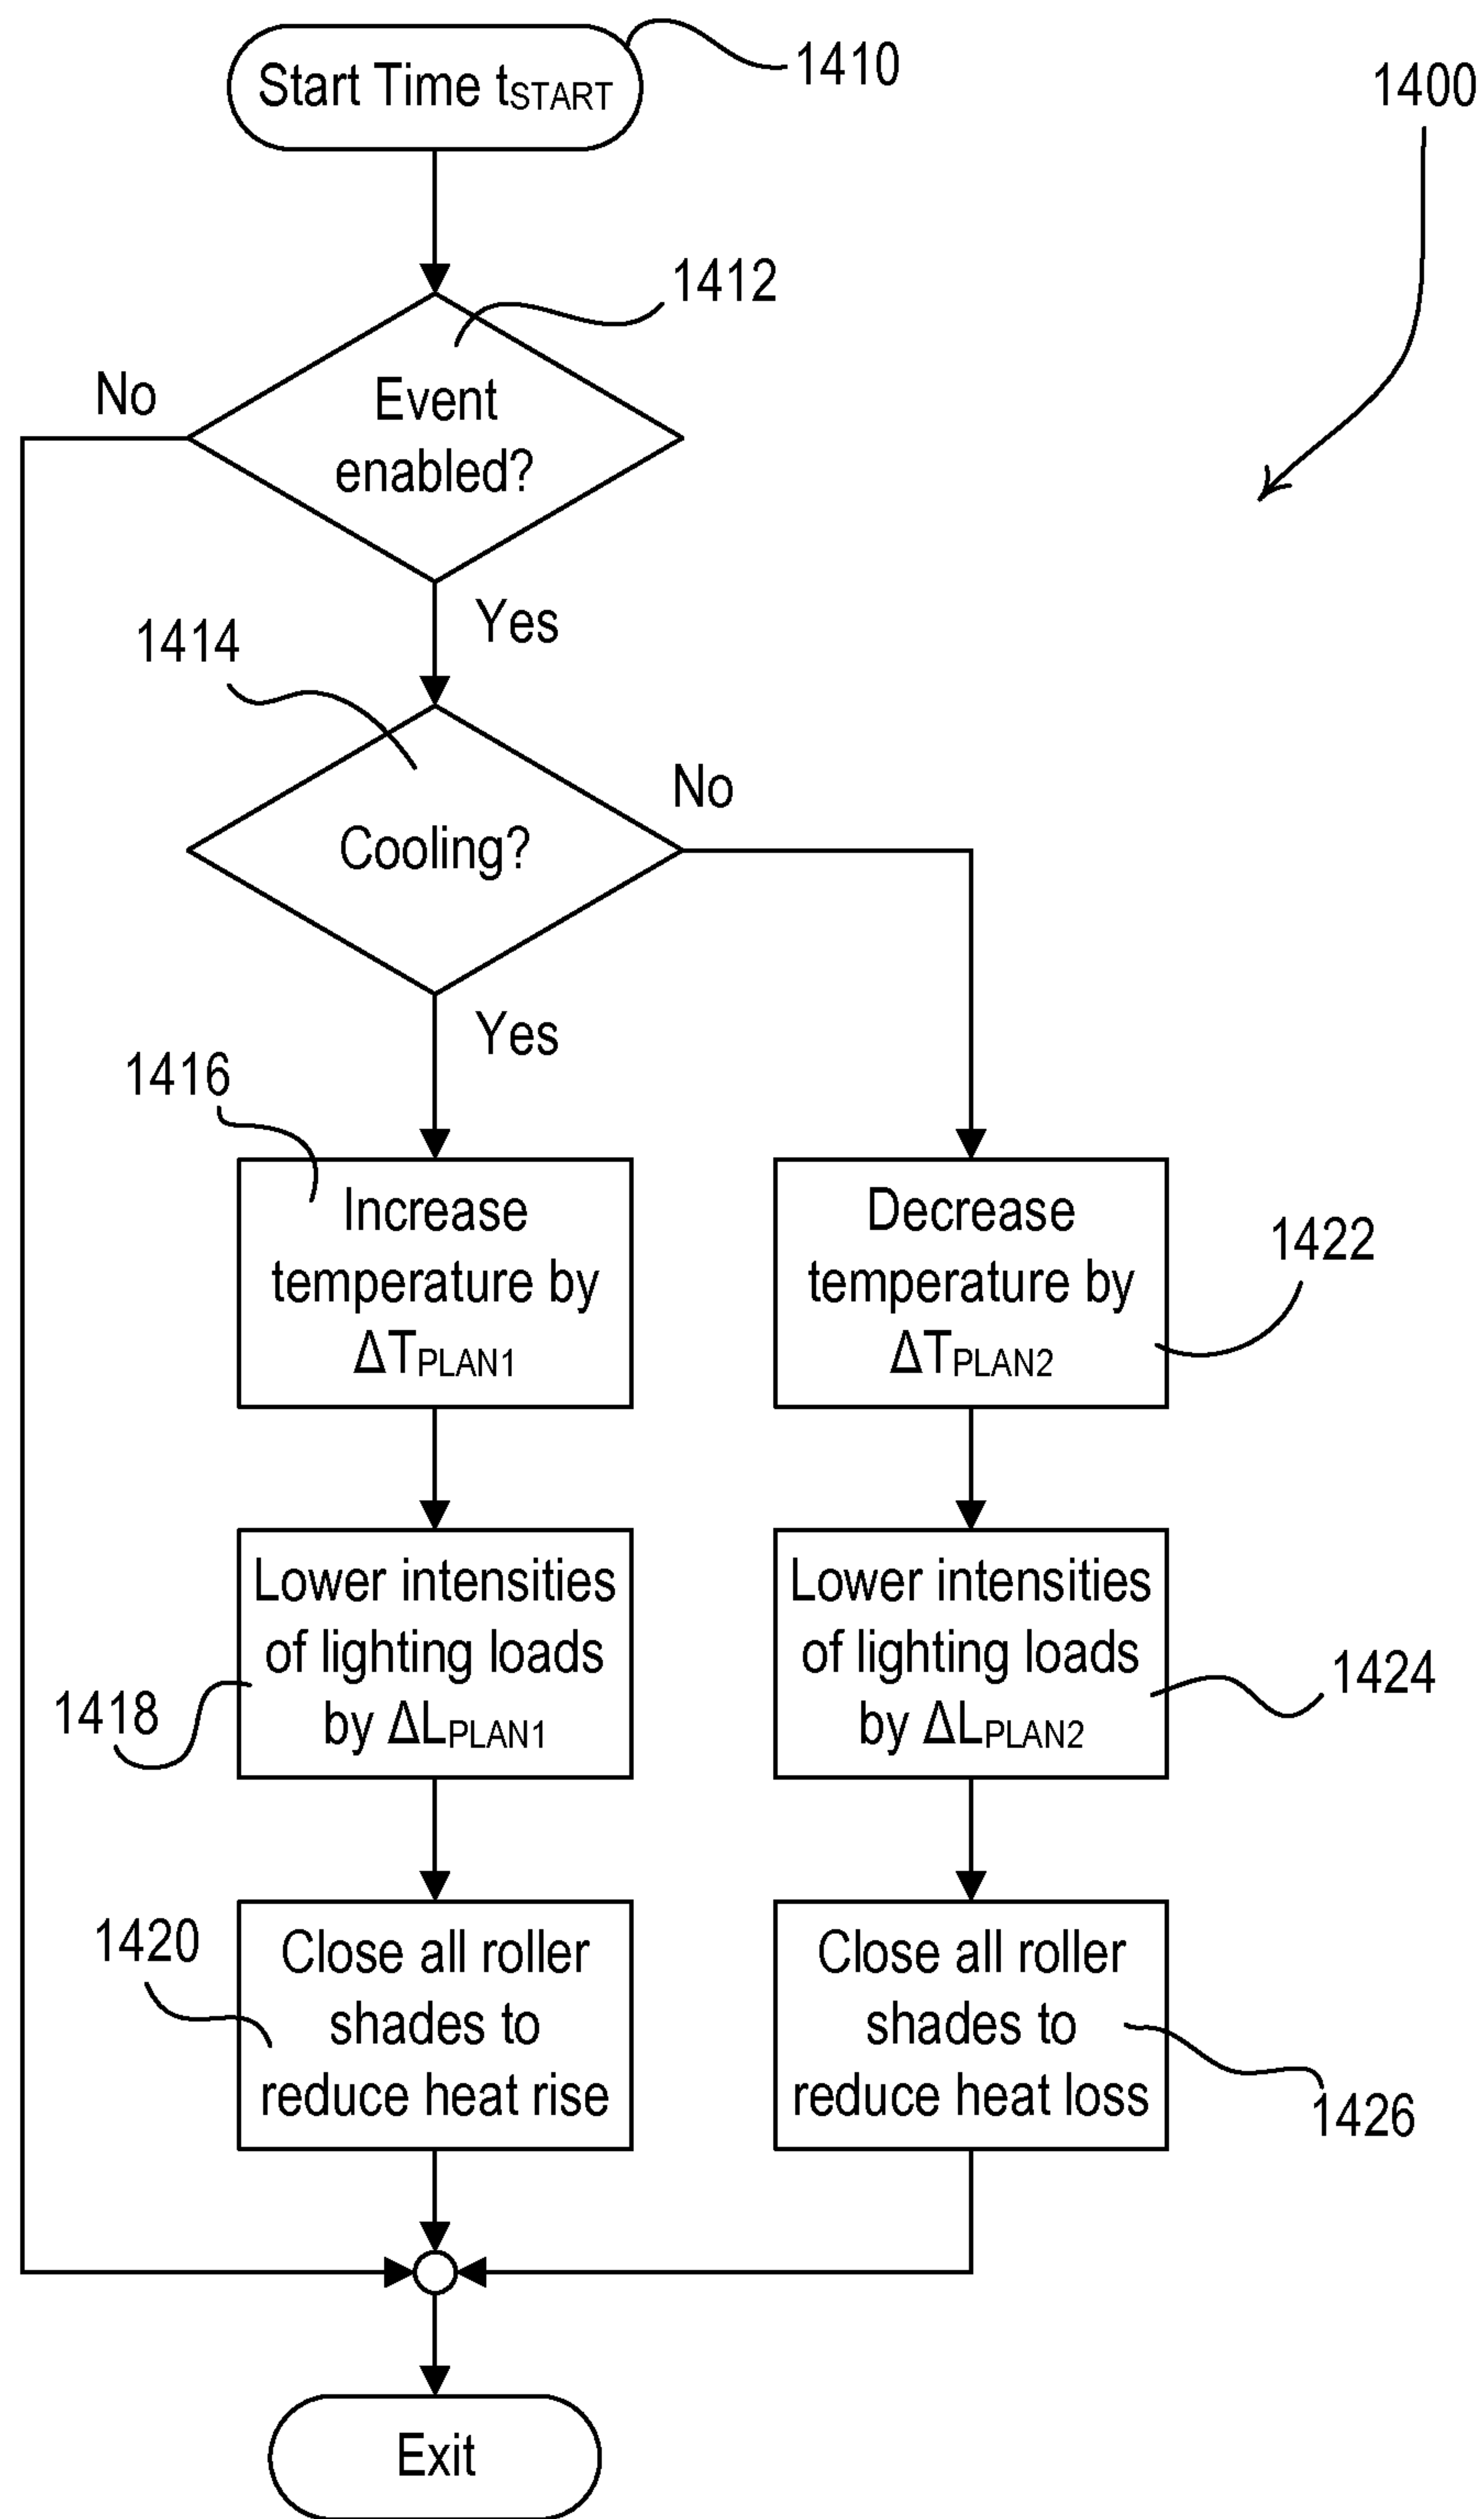 Start Time tSTART
1410
1400
1412
No
Event
enabled?
Yes
1414
No
Cooling?
Yes
1416
Increase
temperature by
ΔTPLAN1
Decrease
temperature by
ΔTPLAN2
1422
Lower intensities
of lighting loads
by ΔLPLAN1
1418
Lower intensities
of lighting loads
by ΔLPLAN2
1424
1420
Close all roller
shades to
reduce heat rise
Close all roller
shades to
reduce heat loss
1426
Exit